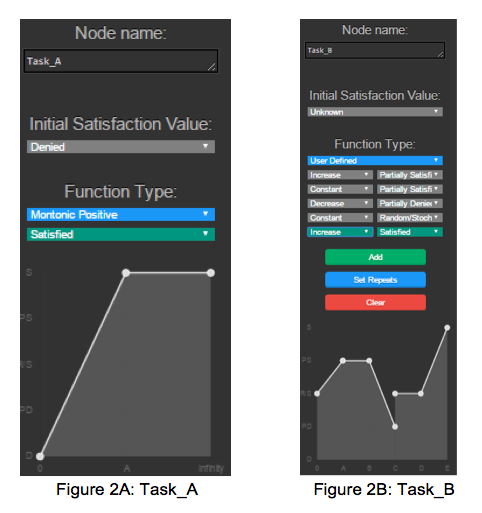 Node name:
Task_A
Initial Satisfaction Value:
Denied
Function Type:
Montonic Positive
Satisfied
S
PS
N/S
PD
D
0 A infinity
Figure 2A: Task_A
Node name:
Task_B
Initial Satisfaction Value:
Unknown
Function Type:
User Defined
Increase Partially Satisfi
Constant Partially Satisfi
Decrease Partially Denied
Constant Random/Stoch
Increase Satisfied
Add
Set Repeats
Clear
S
PS
N/S
PD
D
0 A B C D E
Figure 2B: Task_B